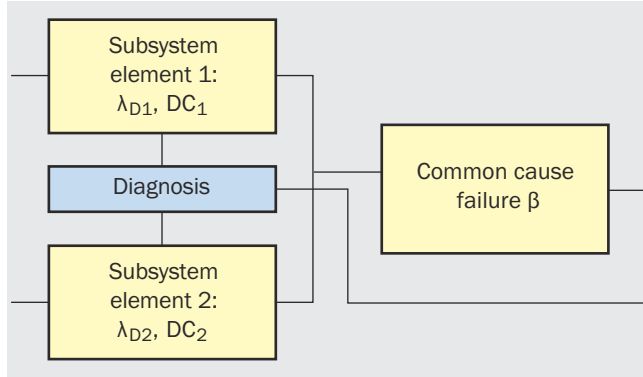 Subsystem
element 1:
λD1, DC1
Diagnosis
Subsystem
element 2:
λD2, DC2
Common cause
failure β